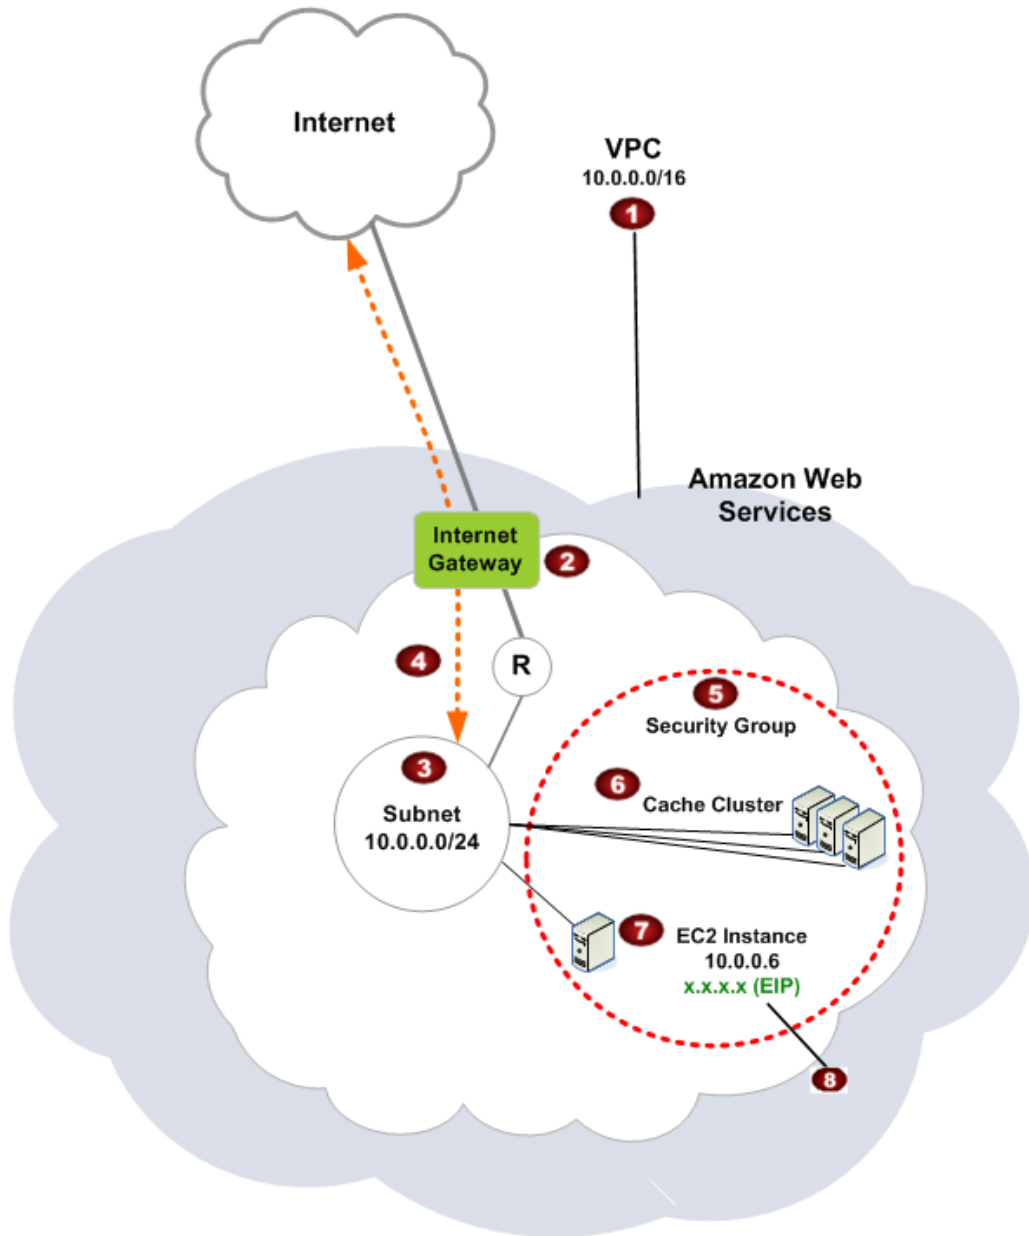 Internet
VPC
10.0.0.0/16
1
Amazon Web
Services
Internet
Gateway
2
4
R
5
Security Group
3
Subnet
10.0.0.0/24
6
Cache Cluster
7
EC2 Instance
10.0.0.6
x.x.x.x (EIP)
8